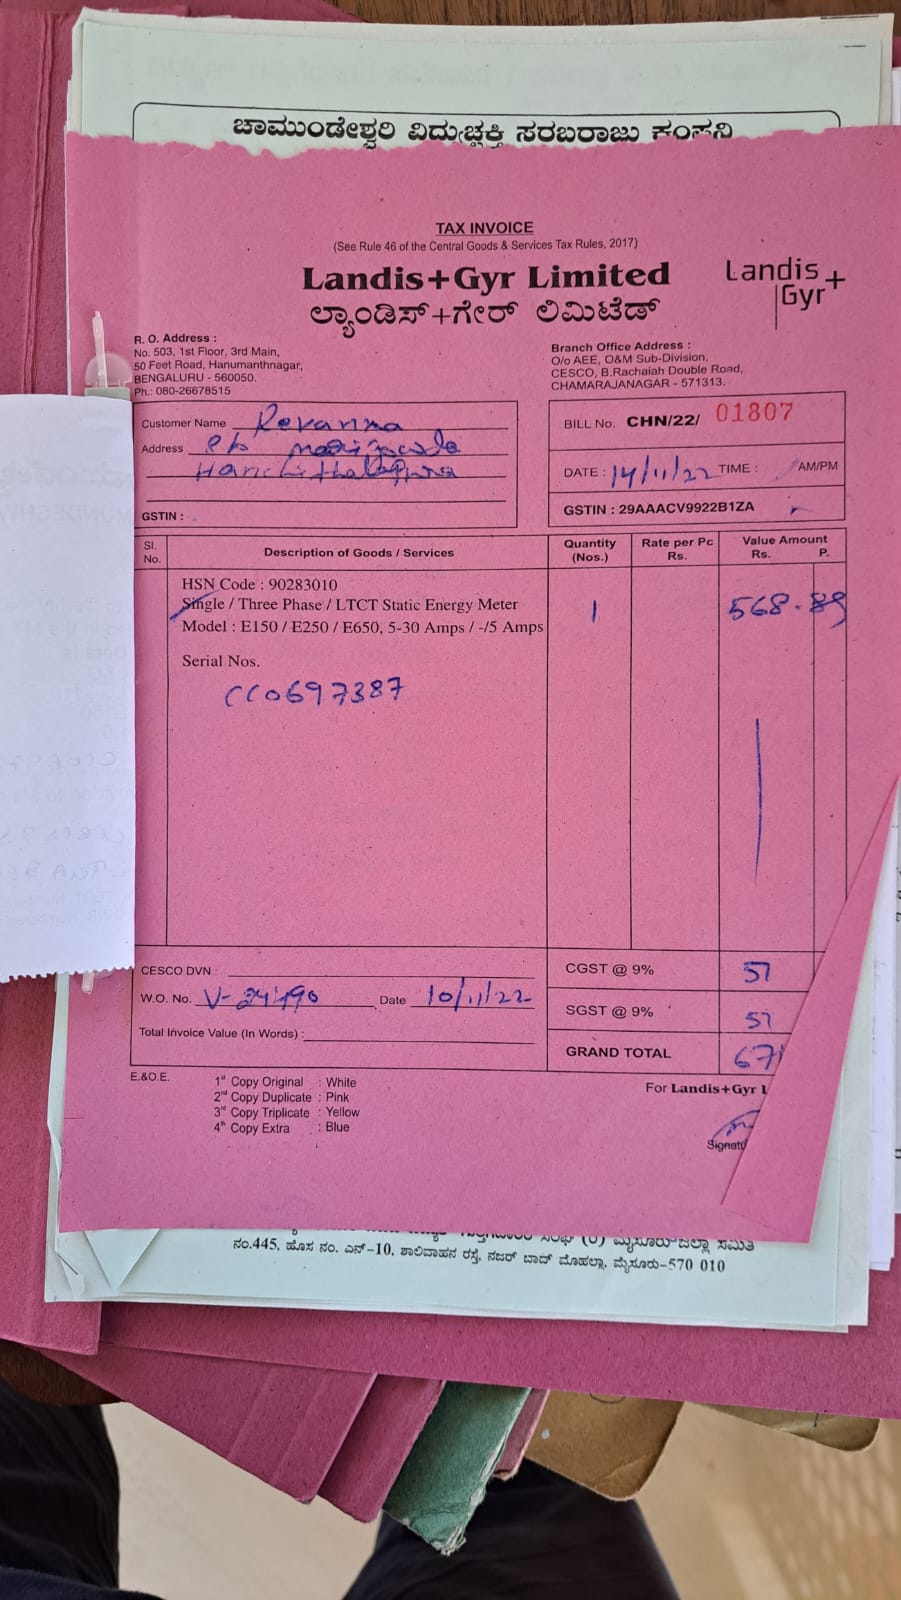 ಚಾಮುಂಡೇಶ್ವರಿ ವಿದ್ಯುಚ್ಛಕ್ತಿ ಸರಬರಾಜು ಕಂಪನಿ
TAX INVOICE
(See Rule 46 of the Central Goods & Services Tax Rules, 2017)
Landis+Gyr Limited
ಲ್ಯಾಂಡಿಸ್+ಗೇರ್ ಲಿಮಿಟೆಡ್
Landis+
Gyr
R. O. Address :
No. 503, 1st Floor, 3rd Main,
50 Feet Road, Hanumanthnagar,
BENGALURU - 560050.
Ph.: 080-26678515
Branch Office Address :
O/o AEE, O&M Sub-Division,
CESCO, B.Rachaiah Double Road,
CHAMARAJANAGAR - 571313.
Customer Name Revanna
Address
GSTIN :
BILL No. CHN/22/ 01807
DATE : 14/11/22 TIME : AM/PM
GSTIN : 29AAACV9922B1ZA
Sl. No. Description of Goods / Services Quantity (Nos.) Rate per Pc Rs. Value Amount Rs. P.
HSN Code : 90283010
Single / Three Phase / LTCT Static Energy Meter 1 568.89
Model : E150 / E250 / E650, 5-30 Amps / -/5 Amps
Serial Nos.
CC0697387
CESCO DVN :
CGST @ 9% 51
W.O. No. V-24190 Date 10/11/22
SGST @ 9% 51
Total Invoice Value (In Words) :
GRAND TOTAL 671
E.&O.E.
1st Copy Original : White
2nd Copy Duplicate : Pink
3rd Copy Triplicate : Yellow
4th Copy Extra : Blue
For Landis+Gyr L
Signatu
ನಂ.445, ಹೊಸ ನಂ. ಎನ್-10, ಶಾಲಿವಾಹನ ರಸ್ತೆ, ನಜರ್ ಬಾದ್ ಮೊಹಲ್ಲಾ, ಮೈಸೂರು-570 010